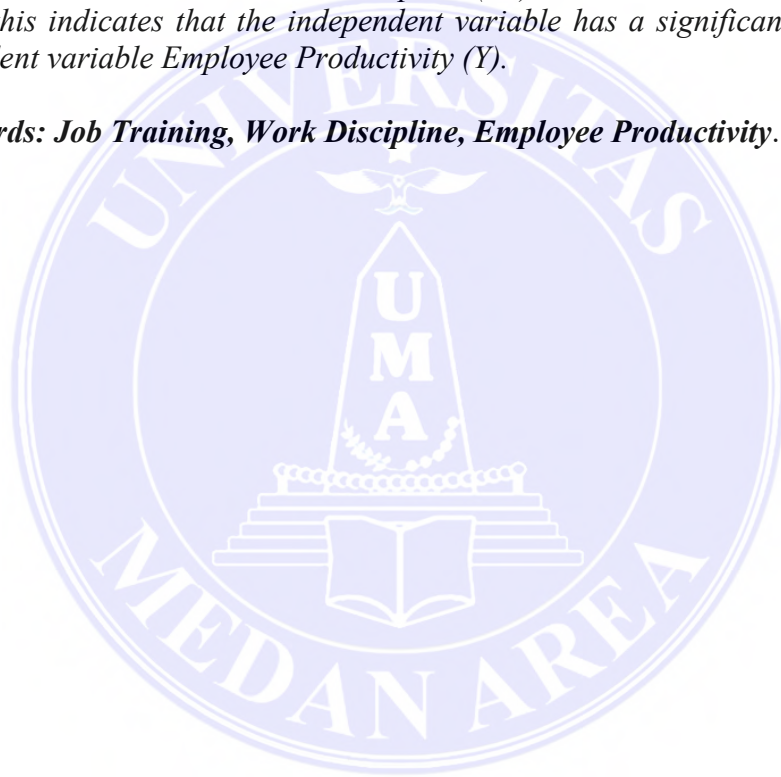 this indicates that the independent variable has a significan
ent variable Employee Productivity (Y).
rds: Job Training, Work Discipline, Employee Productivity.
UNIVERSITAS
UMA
MEDAN AREA